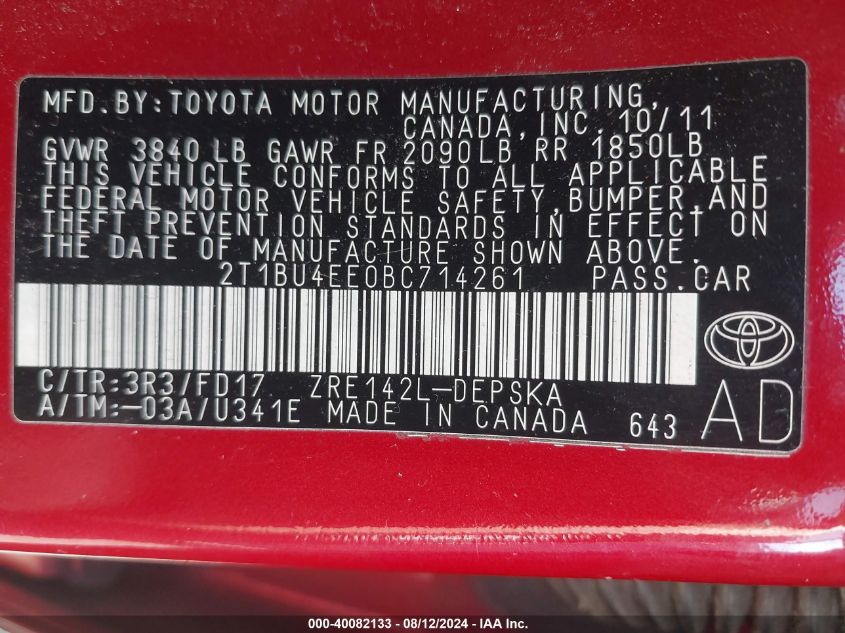 MFD.BY:TOYOTA MOTOR MANUFACTURING,
CANADA,INC. 10/11
GVWR 3840 LB GAWR FR 2090LB RR 1850LB
THIS VEHICLE CONFORMS TO ALL APPLICABLE
FEDERAL MOTOR VEHICLE SAFETY,BUMPER,AND
THEFT PREVENTION STANDARDS IN EFFECT ON
THE DATE OF MANUFACTURE SHOWN ABOVE.
2T1BU4EE0BC714261 PASS.CAR
C/TR:3R3/FD17 ZRE142L-DEPSKA
A/TM:-03A/U341E MADE IN CANADA 643
AD
000-40082133 - 08/12/2024 - IAA Inc.